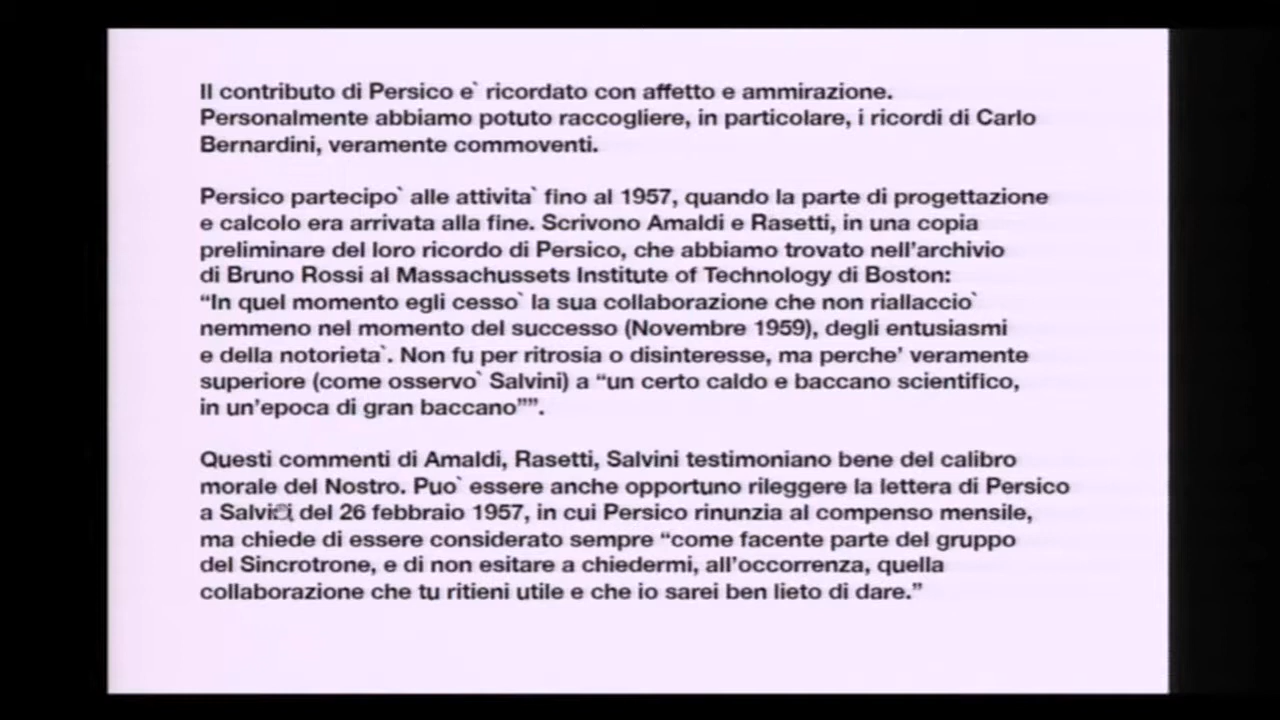 Il contributo di Persico e` ricordato con affetto e ammirazione.
Personalmente abbiamo potuto raccogliere, in particolare, i ricordi di Carlo
Bernardini, veramente commoventi.
Persico partecipo` alle attivita` fino al 1957, quando la parte di progettazione
e calcolo era arrivata alla fine. Scrivono Amaldi e Rasetti, in una copia
preliminare del loro ricordo di Persico, che abbiamo trovato nell’archivio
di Bruno Rossi al Massachussets Institute of Technology di Boston:
“In quel momento egli cesso` la sua collaborazione che non riallaccio`
nemmeno nel momento del successo (Novembre 1959), degli entusiasmi
e della notorieta`. Non fu per ritrosia o disinteresse, ma perche’ veramente
superiore (come osservo` Salvini) a “un certo caldo e baccano scientifico,
in un’epoca di gran baccano””.
Questi commenti di Amaldi, Rasetti, Salvini testimoniano bene del calibro
morale del Nostro. Puo` essere anche opportuno rileggere la lettera di Persico
a Salvini, del 26 febbraio 1957, in cui Persico rinunzia al compenso mensile,
ma chiede di essere considerato sempre “come facente parte del gruppo
del Sincrotrone, e di non esitare a chiedermi, all’occorrenza, quella
collaborazione che tu ritieni utile e che io sarei ben lieto di dare.”